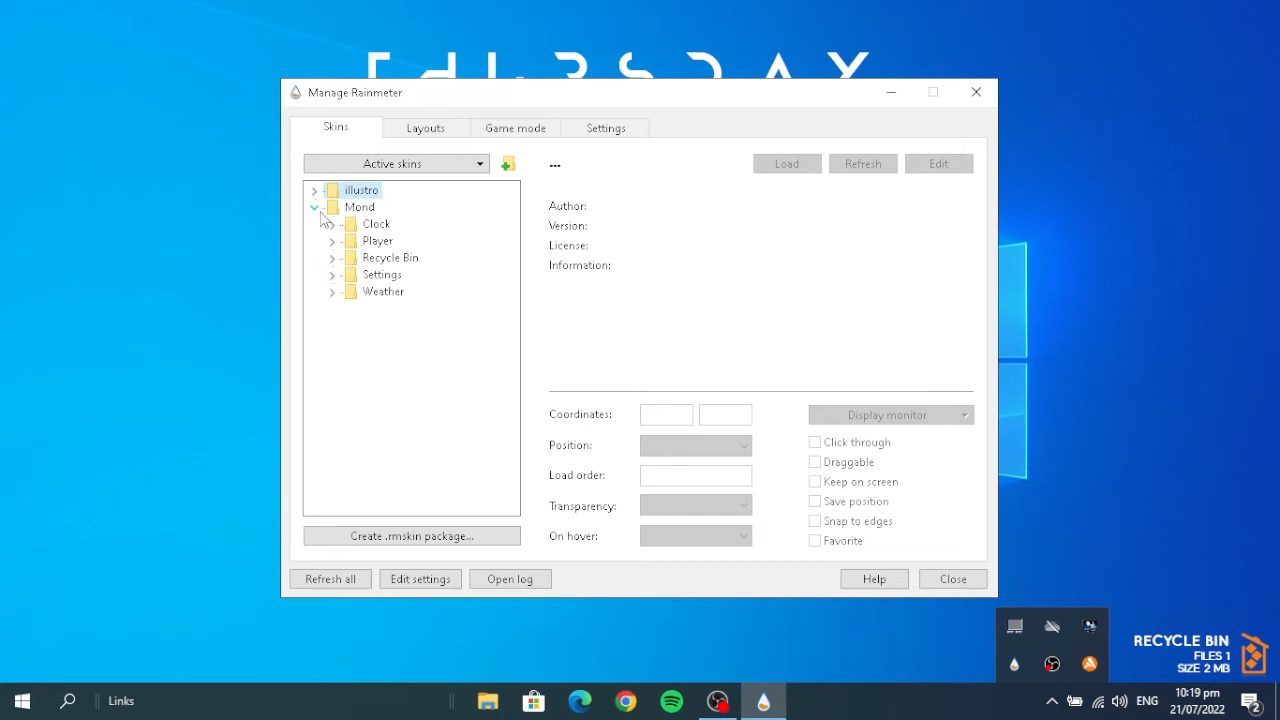 THURSDAY
Manage Rainmeter
Skins
Layouts
Game mode
Settings
Active skins
---
Load
Refresh
Edit
illustro
Mond
Clock
Player
Recycle Bin
Settings
Weather
Author:
Version:
License:
Information:
Coordinates:
Display monitor
Position:
Click through
Draggable
Load order:
Keep on screen
Save position
Transparency:
Snap to edges
On hover:
Favorite
Create .rmskin package...
Refresh all
Edit settings
Open log
Help
Close
RECYCLE BIN
FILES 1
SIZE 2 MB
Links
ENG
10:19 pm
21/07/2022
2